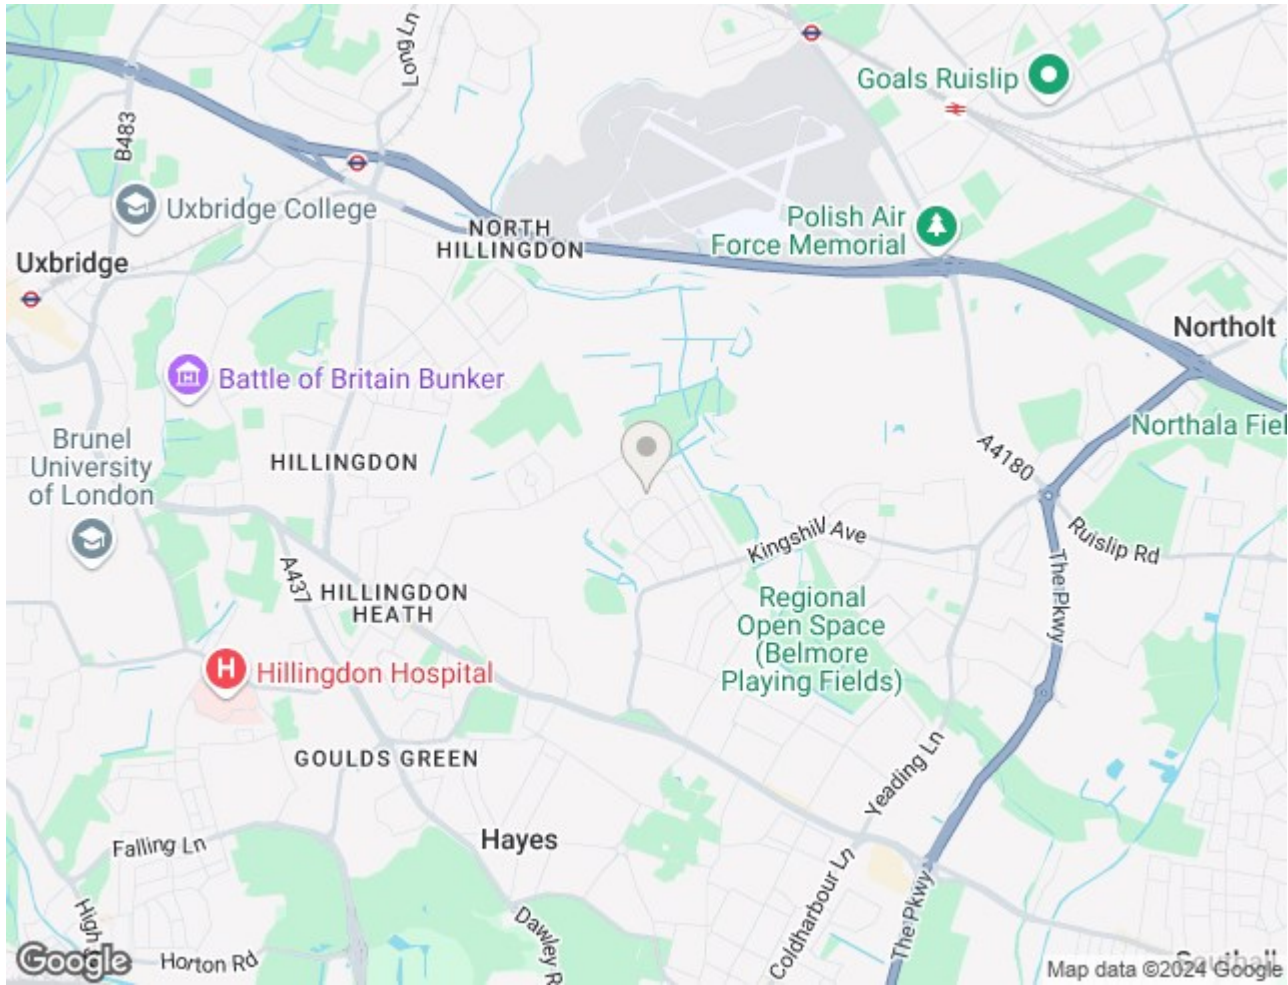 Long Ln
B483
Goals Ruislip
Uxbridge College
NORTH
HILLINGDON
Polish Air
Force Memorial
Uxbridge
Northolt
Battle of Britain Bunker
Northala Fiel
Brunel
University
of London
HILLINGDON
A4180
Kingshill Ave
Ruislip Rd
A437
HILLINGDON
HEATH
The Pkwy
Regional
Open Space
(Belmore
Playing Fields)
H
Hillingdon Hospital
GOULDS GREEN
Yeading Ln
Falling Ln
Hayes
Coldharbour Ln
The Pkwy
High
Dawley R
Horton Rd
Google
Southall
Map data ©2024 Google